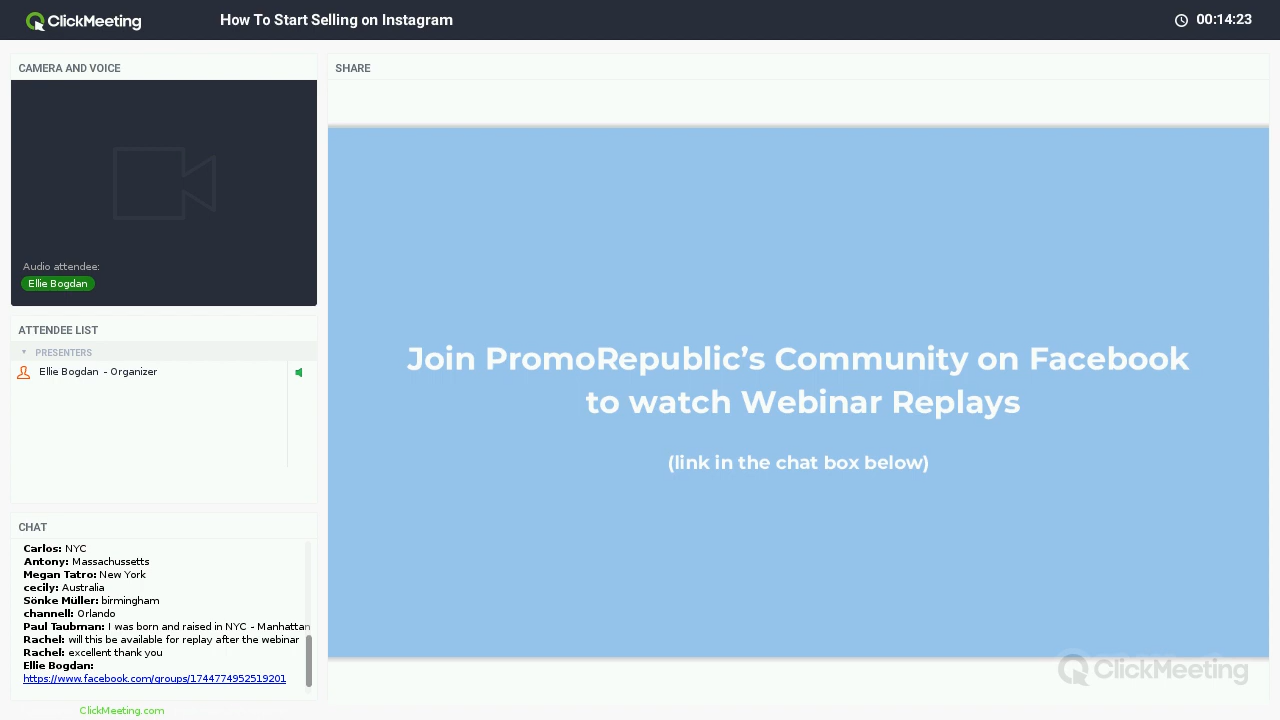 ClickMeeting
How To Start Selling on Instagram
00:14:23
CAMERA AND VOICE
Audio attendee:
Ellie Bogdan
ATTENDEE LIST
PRESENTERS
Ellie Bogdan - Organizer
CHAT
Carlos: NYC
Antony: Massachussetts
Megan Tatro: New York
cecily: Australia
Sönke Müller: birmingham
channell: Orlando
Paul Taubman: I was born and raised in NYC - Manhattan
Rachel: will this be available for replay after the webinar
Rachel: excellent thank you
Ellie Bogdan:
https://www.facebook.com/groups/1744774952519201
ClickMeeting.com
SHARE
Join PromoRepublic’s Community on Facebook
to watch Webinar Replays
(link in the chat box below)
ClickMeeting